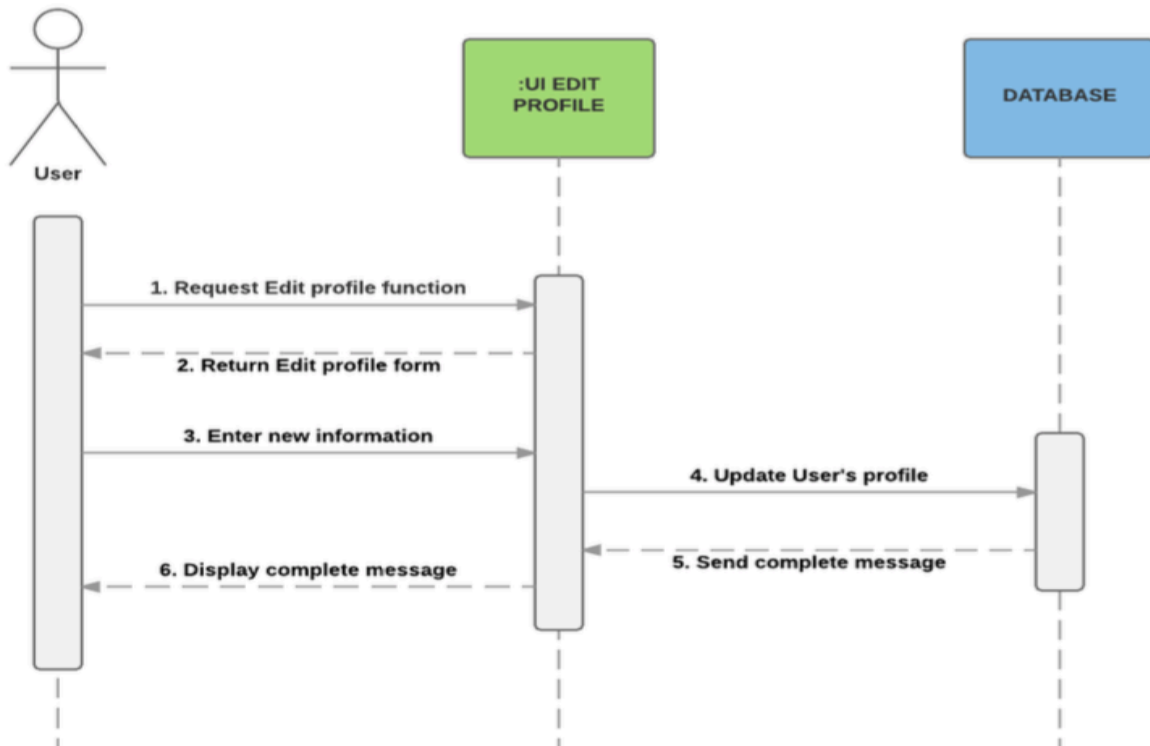 :UI EDIT
PROFILE
DATABASE
User
1. Request Edit profile function
2. Return Edit profile form
3. Enter new information
4. Update User's profile
5. Send complete message
6. Display complete message